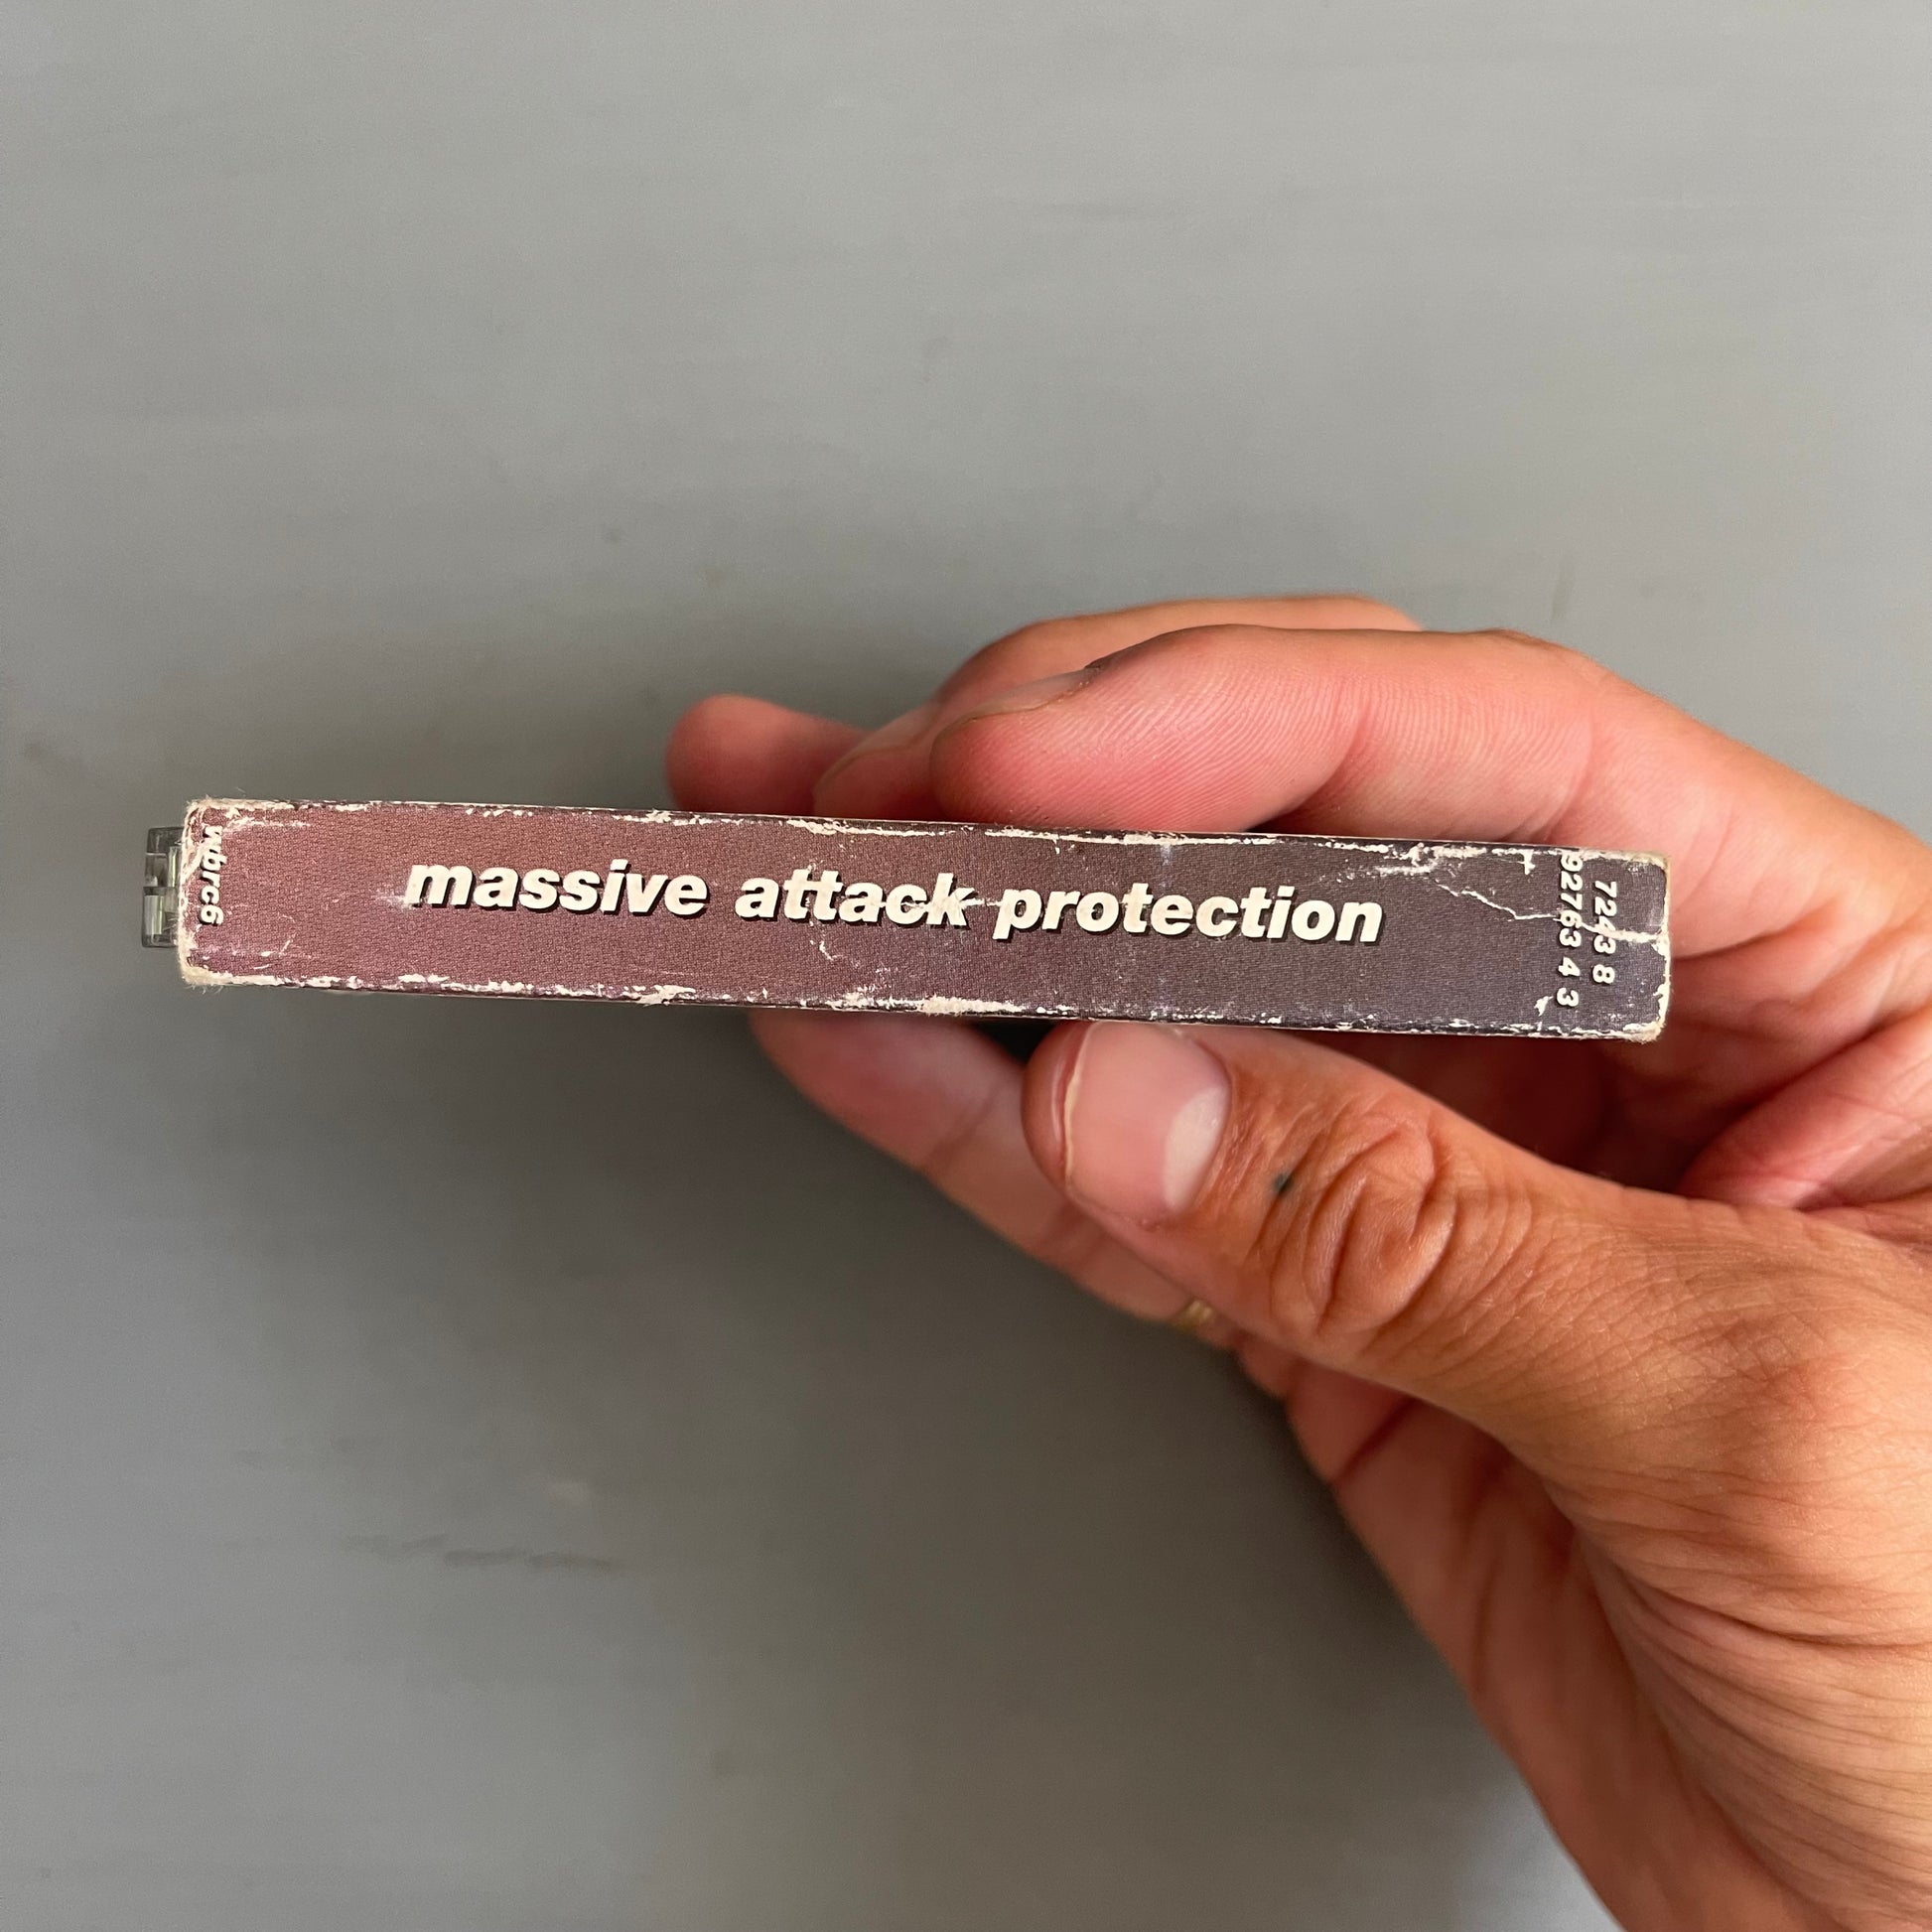 wbrc6
massive attack protection
7243 8
92763 4 3